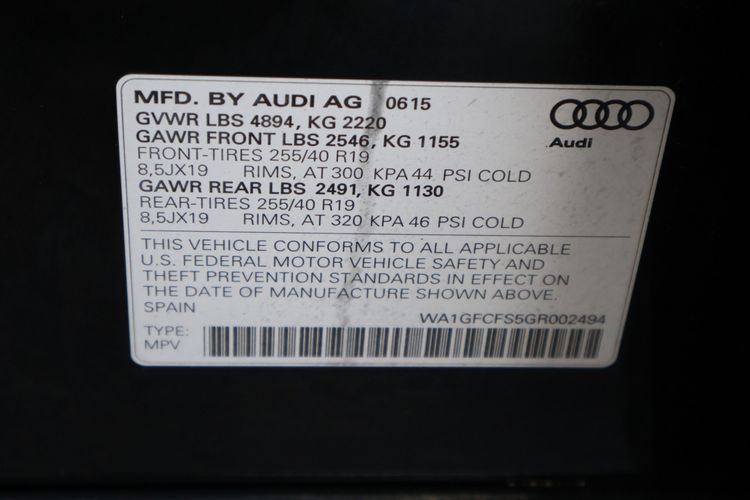 MFD. BY AUDI AG 0615
GVWR LBS 4894, KG 2220
GAWR FRONT LBS 2546, KG 1155
FRONT-TIRES 255/40 R19
8,5JX19 RIMS, AT 300 KPA 44 PSI COLD
GAWR REAR LBS 2491, KG 1130
REAR-TIRES 255/40 R19
8,5JX19 RIMS, AT 320 KPA 46 PSI COLD
Audi
THIS VEHICLE CONFORMS TO ALL APPLICABLE
U.S. FEDERAL MOTOR VEHICLE SAFETY AND
THEFT PREVENTION STANDARDS IN EFFECT ON
THE DATE OF MANUFACTURE SHOWN ABOVE.
SPAIN
WA1GFCFS5GR002494
TYPE:
MPV